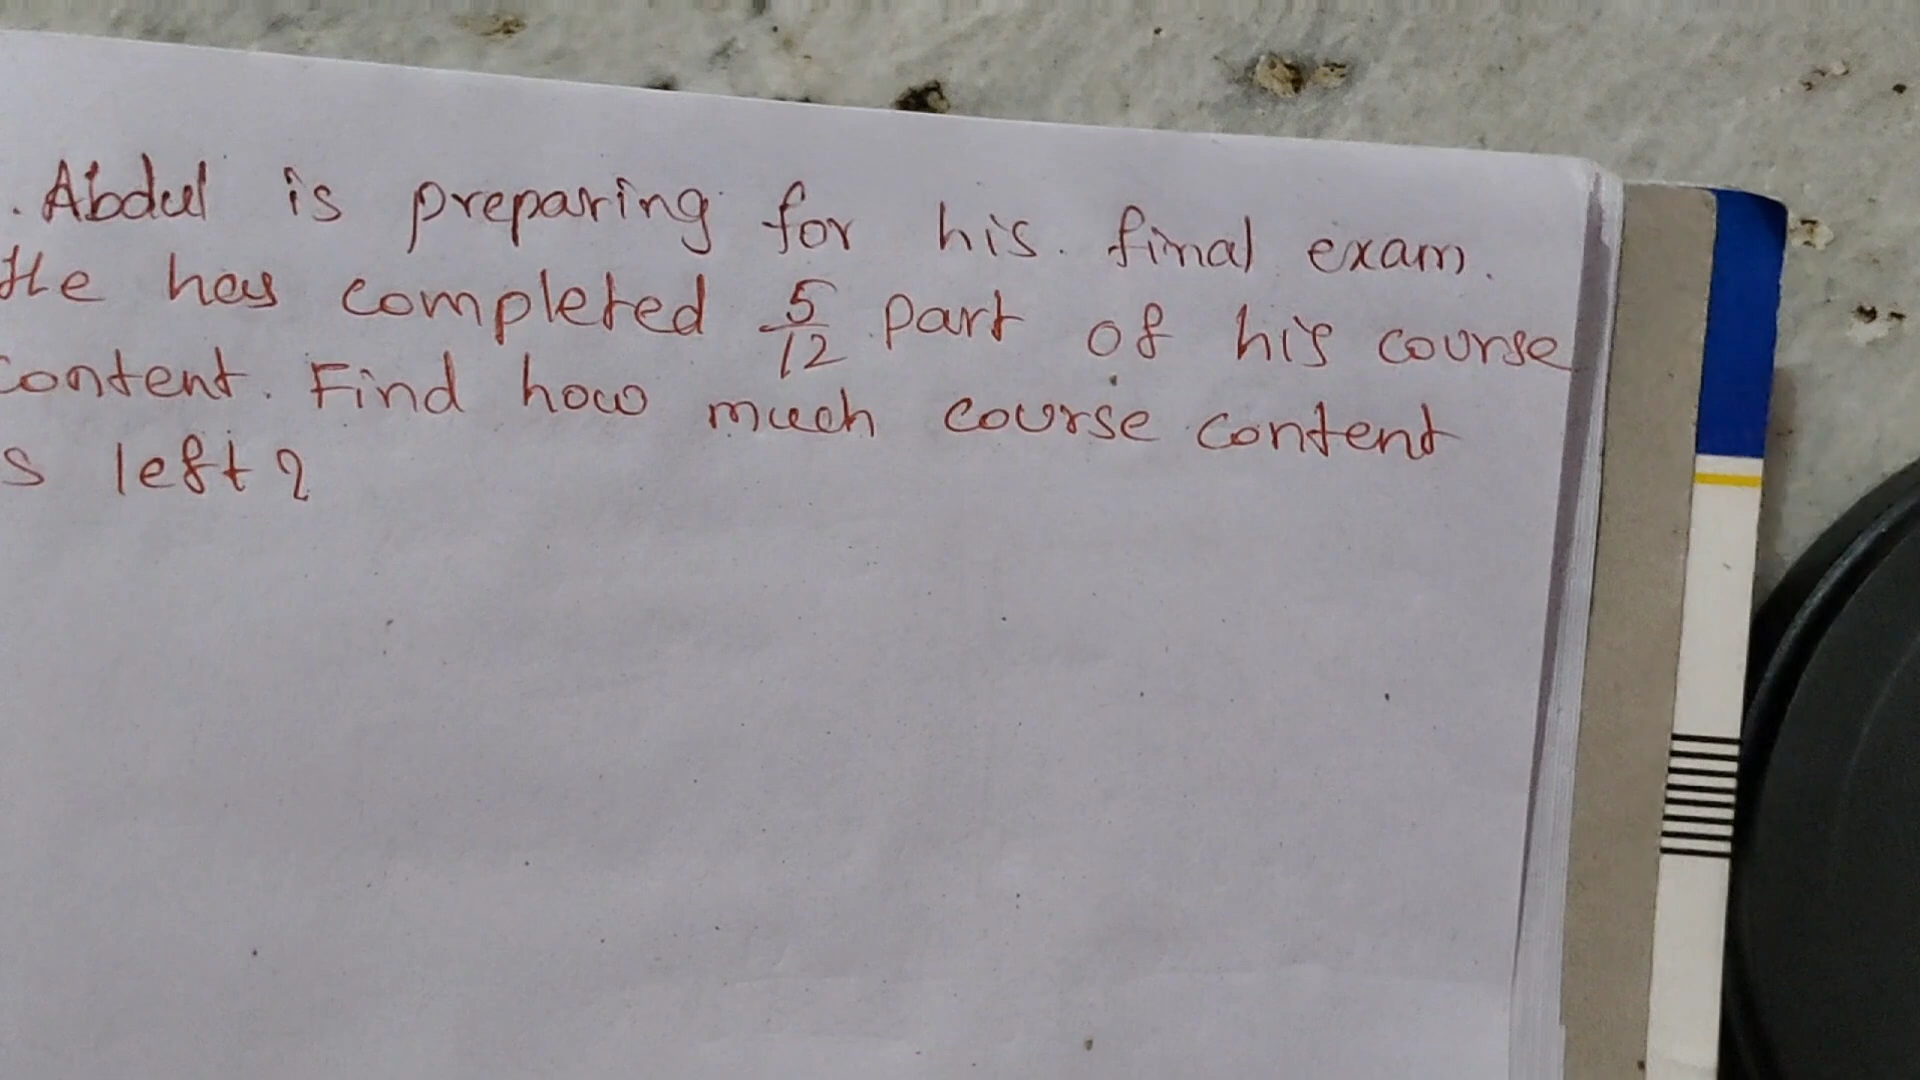 . Abdul is preparing for his. final exam.
He has completed 5/12 part of his course
content. Find how much course content
s left?